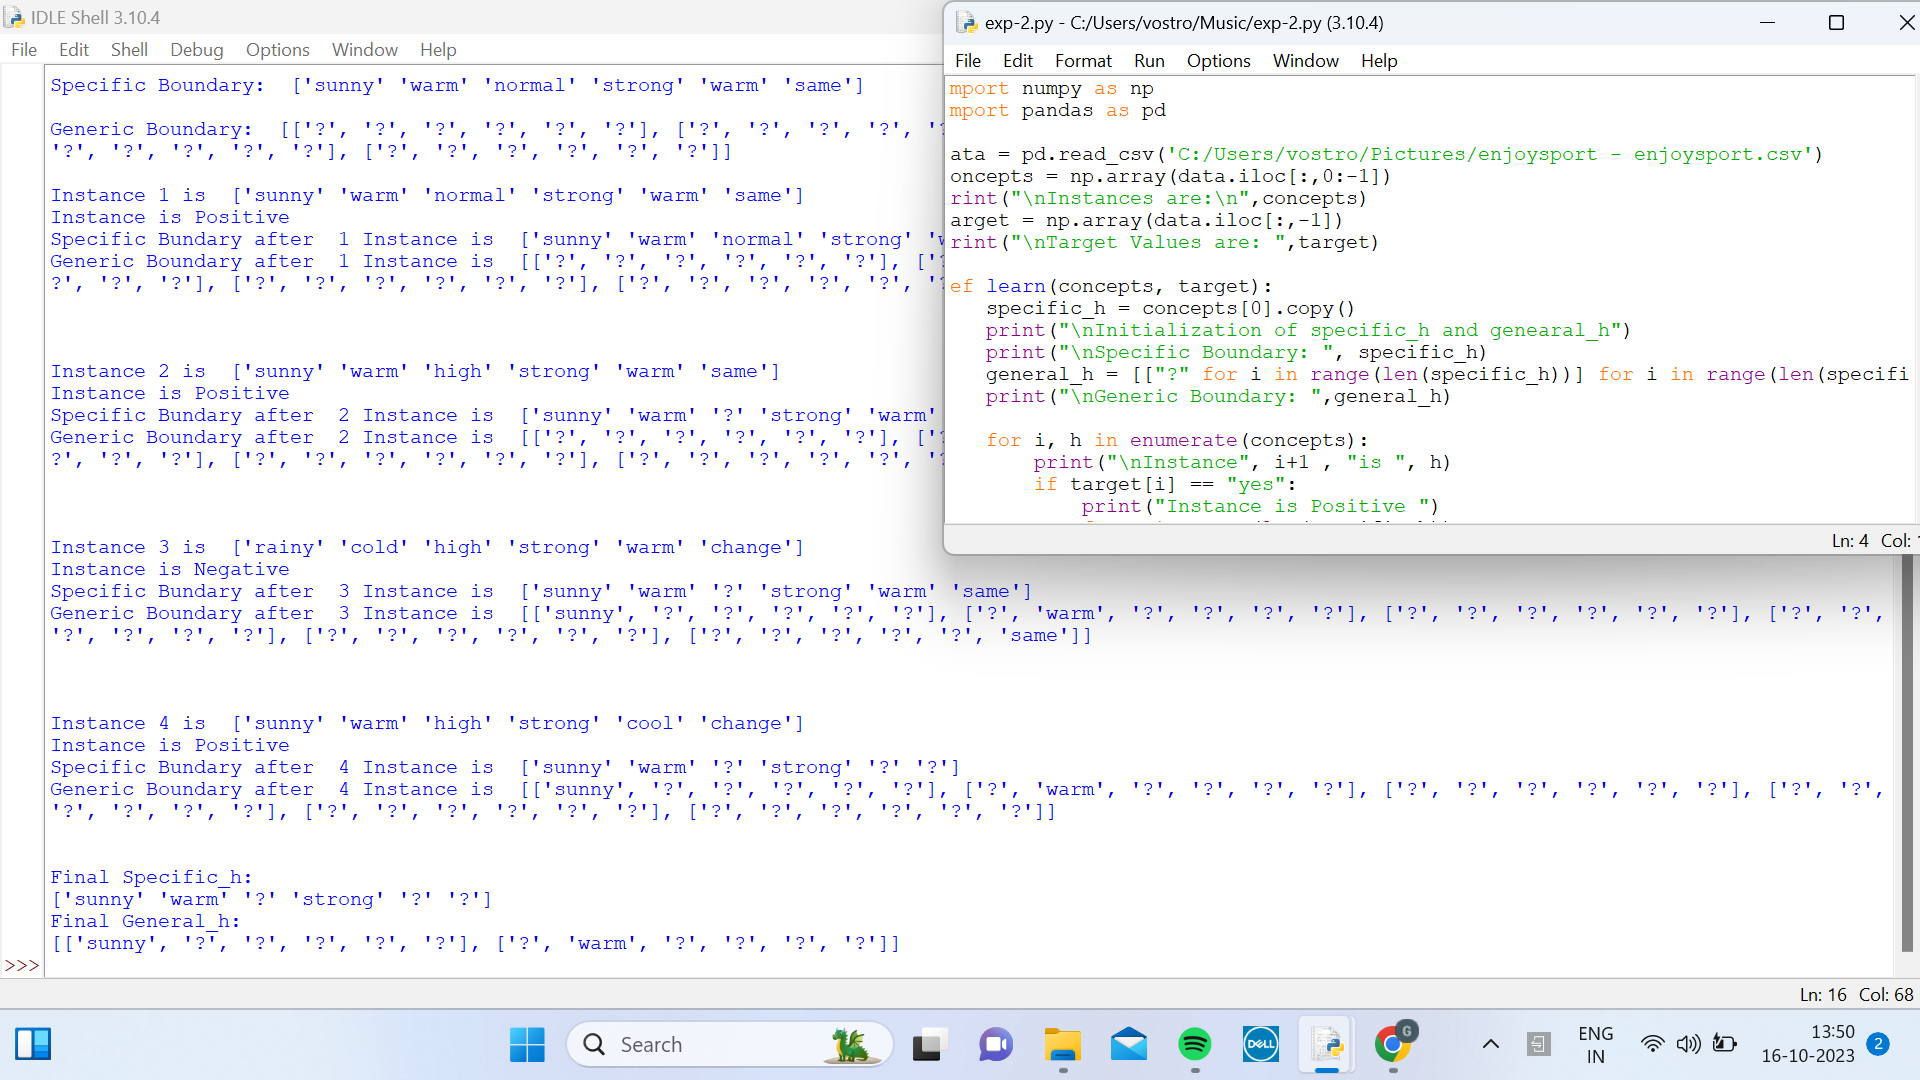 IDLE Shell 3.10.4
File Edit Shell Debug Options Window Help
Specific Boundary:  ['sunny' 'warm' 'normal' 'strong' 'warm' 'same']
Generic Boundary:  [['?', '?', '?', '?', '?', '?'], ['?', '?', '?', '?',
'?', '?', '?', '?', '?'], ['?', '?', '?', '?', '?', '?']]
Instance 1 is  ['sunny' 'warm' 'normal' 'strong' 'warm' 'same']
Instance is Positive
Specific Bundary after  1 Instance is  ['sunny' 'warm' 'normal' 'strong'
Generic Boundary after  1 Instance is  [['?', '?', '?', '?', '?', '?'], [
?', '?', '?'], ['?', '?', '?', '?', '?', '?'], ['?', '?', '?', '?', '?',
Instance 2 is  ['sunny' 'warm' 'high' 'strong' 'warm' 'same']
Instance is Positive
Specific Bundary after  2 Instance is  ['sunny' 'warm' '?' 'strong' 'warm'
Generic Boundary after  2 Instance is  [['?', '?', '?', '?', '?', '?'], [
?', '?', '?'], ['?', '?', '?', '?', '?', '?'], ['?', '?', '?', '?', '?',
Instance 3 is  ['rainy' 'cold' 'high' 'strong' 'warm' 'change']
Instance is Negative
Specific Bundary after  3 Instance is  ['sunny' 'warm' '?' 'strong' 'warm' 'same']
Generic Boundary after  3 Instance is  [['sunny', '?', '?', '?', '?', '?'], ['?', 'warm', '?', '?', '?', '?'], ['?', '?', '?', '?', '?', '?'], ['?', '?',
'?', '?', '?', '?'], ['?', '?', '?', '?', '?', '?'], ['?', '?', '?', '?', '?', 'same']]
Instance 4 is  ['sunny' 'warm' 'high' 'strong' 'cool' 'change']
Instance is Positive
Specific Bundary after  4 Instance is  ['sunny' 'warm' '?' 'strong' '?' '?']
Generic Boundary after  4 Instance is  [['sunny', '?', '?', '?', '?', '?'], ['?', 'warm', '?', '?', '?', '?'], ['?', '?', '?', '?', '?', '?'], ['?', '?',
'?', '?', '?', '?'], ['?', '?', '?', '?', '?', '?'], ['?', '?', '?', '?', '?', '?']]
Final Specific_h:
['sunny' 'warm' '?' 'strong' '?' '?']
Final General_h:
[['sunny', '?', '?', '?', '?', '?'], ['?', 'warm', '?', '?', '?', '?']]
>>>
Ln: 16 Col: 68
exp-2.py - C:/Users/vostro/Music/exp-2.py (3.10.4)
File Edit Format Run Options Window Help
mport numpy as np
mport pandas as pd
ata = pd.read_csv('C:/Users/vostro/Pictures/enjoysport - enjoysport.csv')
oncepts = np.array(data.iloc[:,0:-1])
rint("\nInstances are:\n",concepts)
arget = np.array(data.iloc[:,-1])
rint("\nTarget Values are: ",target)
ef learn(concepts, target):
specific_h = concepts[0].copy()
print("\nInitialization of specific_h and genearal_h")
print("\nSpecific Boundary: ", specific_h)
general_h = [["?" for i in range(len(specific_h))] for i in range(len(specifi
print("\nGeneric Boundary: ",general_h)
for i, h in enumerate(concepts):
print("\nInstance", i+1 , "is ", h)
if target[i] == "yes":
print("Instance is Positive ")
Ln: 4 Col:
Search
DELL
G
ENG
IN
13:50
16-10-2023
2